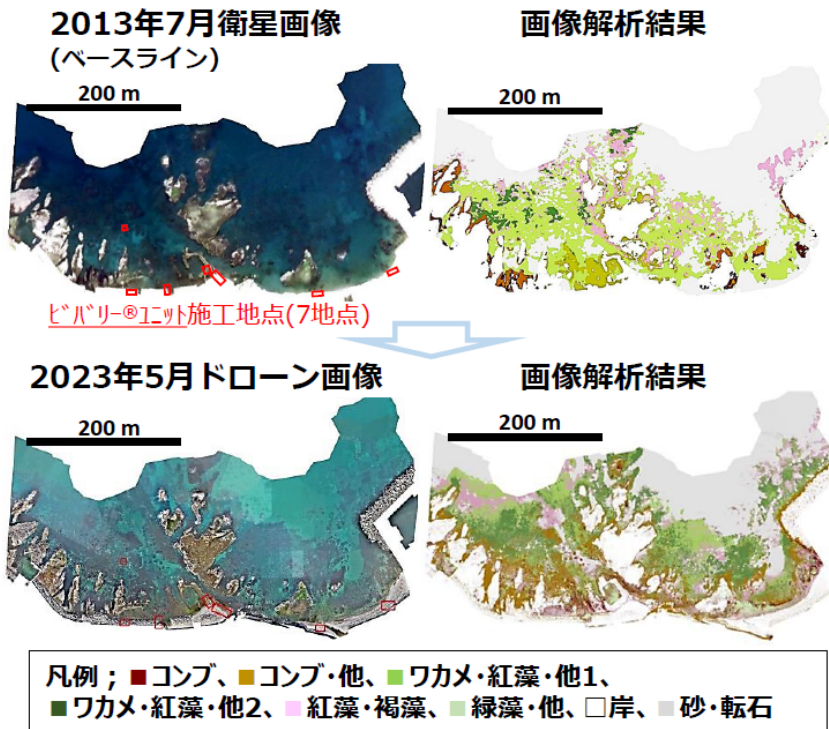 2013年7月衛星画像
(ベースライン)
画像解析結果
200 m
200 m
ﾋﾞﾊﾞﾘｰ®ﾕﾆｯﾄ施工地点(7地点)
2023年5月ドローン画像
画像解析結果
200 m
200 m
凡例；■コンブ、■コンブ・他、■ワカメ・紅藻・他1、
■ワカメ・紅藻・他2、■紅藻・褐藻、■緑藻・他、□岸、■砂・転石